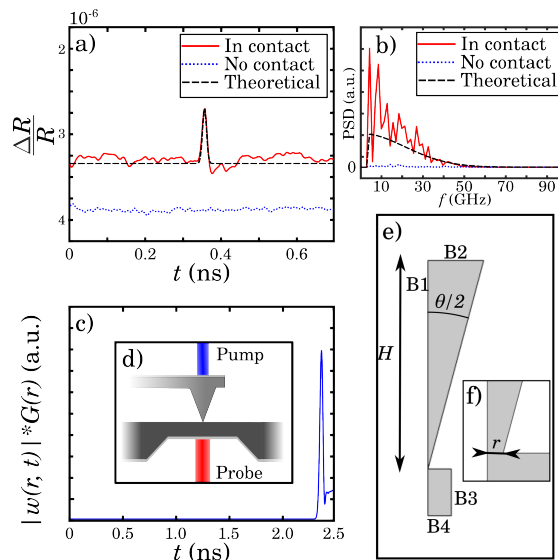 10⁻⁶
a)
In contact
No contact
Theoretical
ΔR
R
2
3
4
0
0.2
0.4
0.6
t (ns)
b)
In contact
No contact
Theoretical
PSD (a.u.)
0
10
30
50
70
90
f (GHz)
c)
|w(r, t)|*G(r) (a.u.)
d)
Pump
Probe
0
0.5
1.0
1.5
2.0
2.5
t (ns)
e)
B2
B1
θ/2
H
f)
r
B3
B4